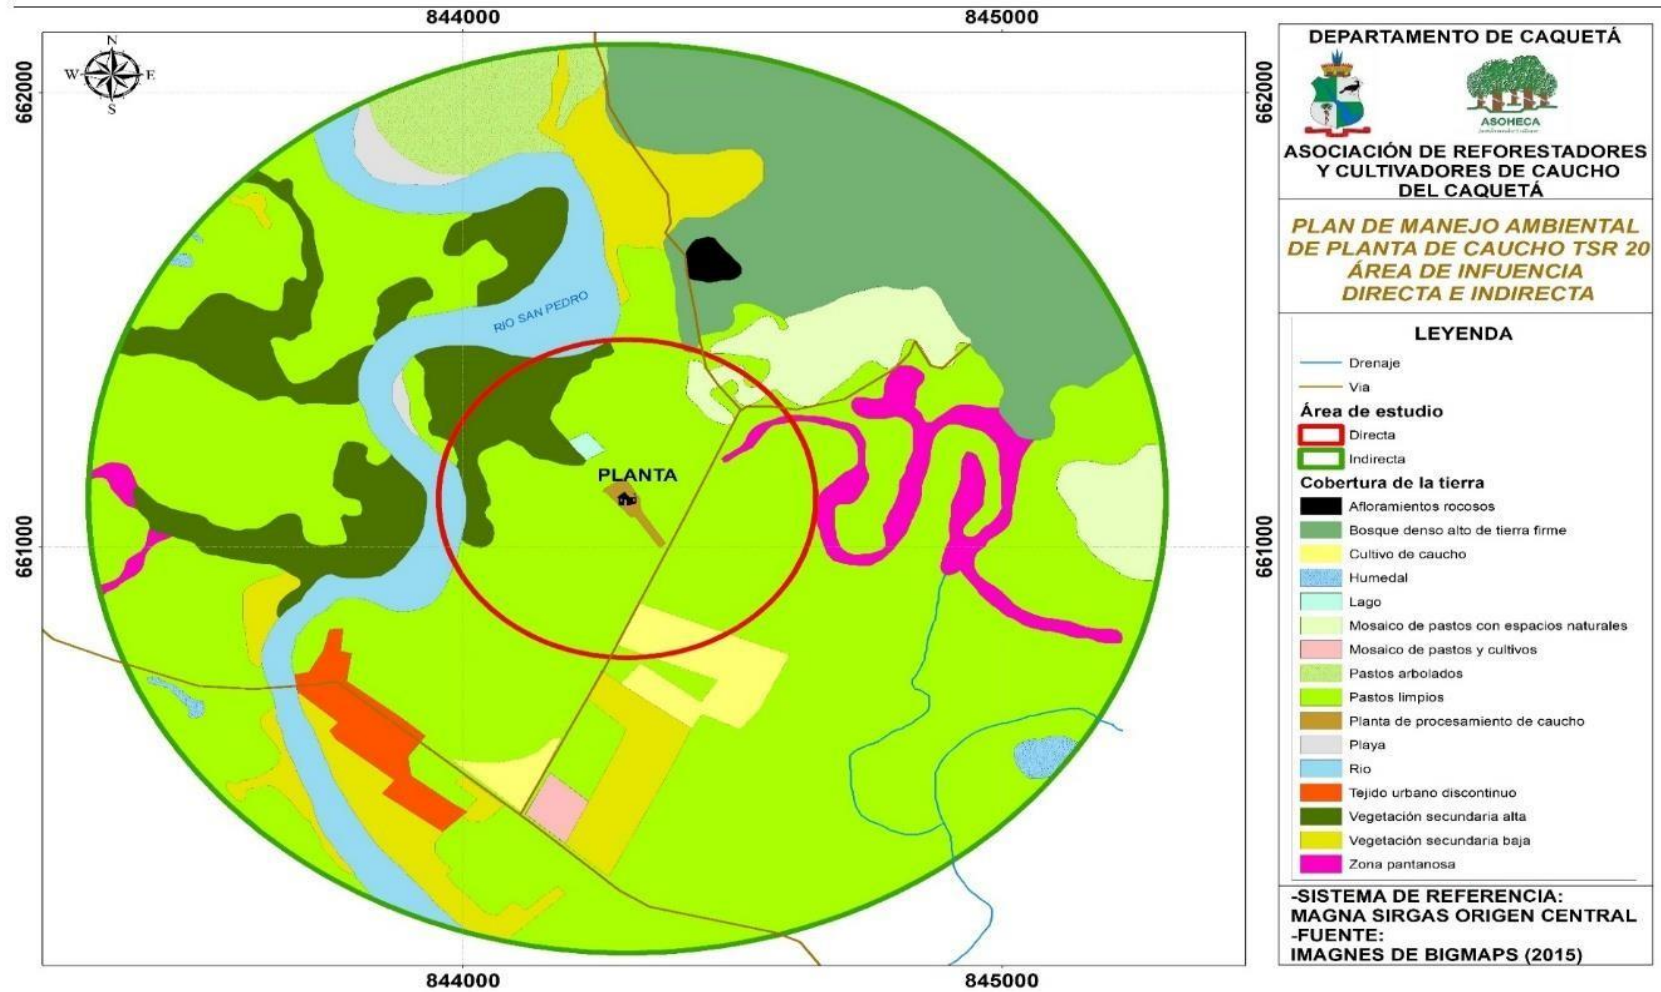 844000
845000
662000
662000
N
W
E
S
RIO SAN PEDRO
PLANTA
661000
661000
844000
845000
DEPARTAMENTO DE CAQUETÁ
ASOHECA
ASOCIACIÓN DE REFORESTADORES
Y CULTIVADORES DE CAUCHO
DEL CAQUETÁ
PLAN DE MANEJO AMBIENTAL
DE PLANTA DE CAUCHO TSR 20
ÁREA DE INFUENCIA
DIRECTA E INDIRECTA
LEYENDA
Drenaje
Via
Área de estudio
Directa
Indirecta
Cobertura de la tierra
Afloramientos rocosos
Bosque denso alto de tierra firme
Cultivo de caucho
Humedal
Lago
Mosaico de pastos con espacios naturales
Mosaico de pastos y cultivos
Pastos arbolados
Pastos limpios
Planta de procesamiento de caucho
Playa
Rio
Tejido urbano discontinuo
Vegetación secundaria alta
Vegetación secundaria baja
Zona pantanosa
-SISTEMA DE REFERENCIA:
MAGNA SIRGAS ORIGEN CENTRAL
-FUENTE:
IMAGNES DE BIGMAPS (2015)